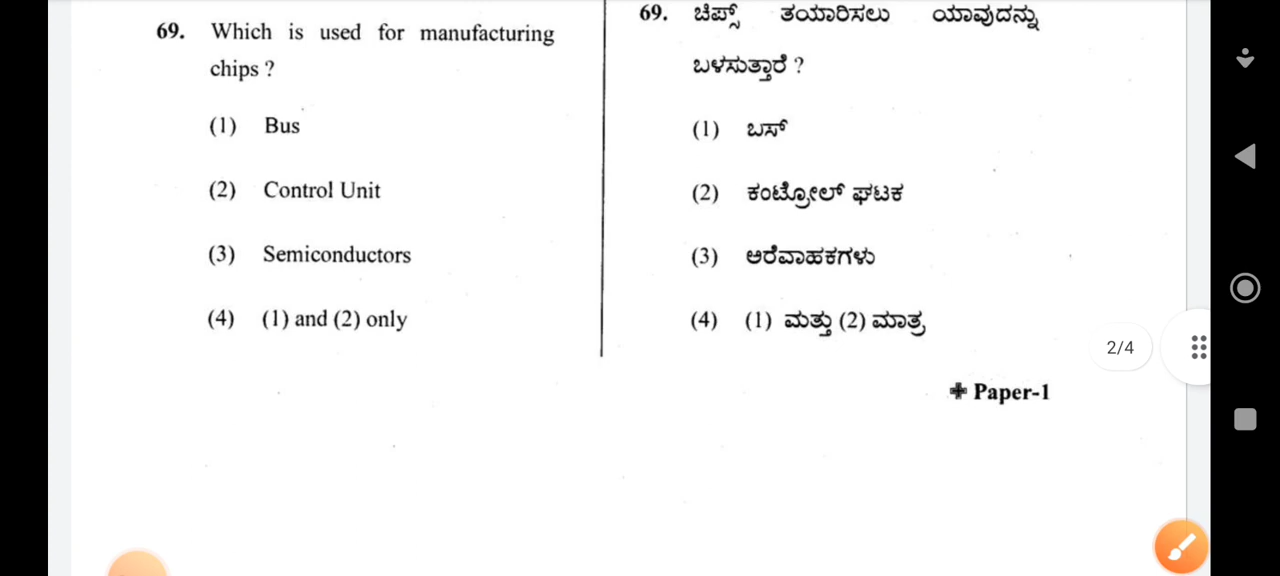 69. Which is used for manufacturing
chips ?
(1) Bus
(2) Control Unit
(3) Semiconductors
(4) (1) and (2) only
69. ಚಿಪ್ಸ್ ತಯಾರಿಸಲು ಯಾವುದನ್ನು
ಬಳಸುತ್ತಾರೆ ?
(1) ಬಸ್
(2) ಕಂಟ್ರೋಲ್ ಘಟಕ
(3) ಅರೆವಾಹಕಗಳು
(4) (1) ಮತ್ತು (2) ಮಾತ್ರ
2/4
Paper-1